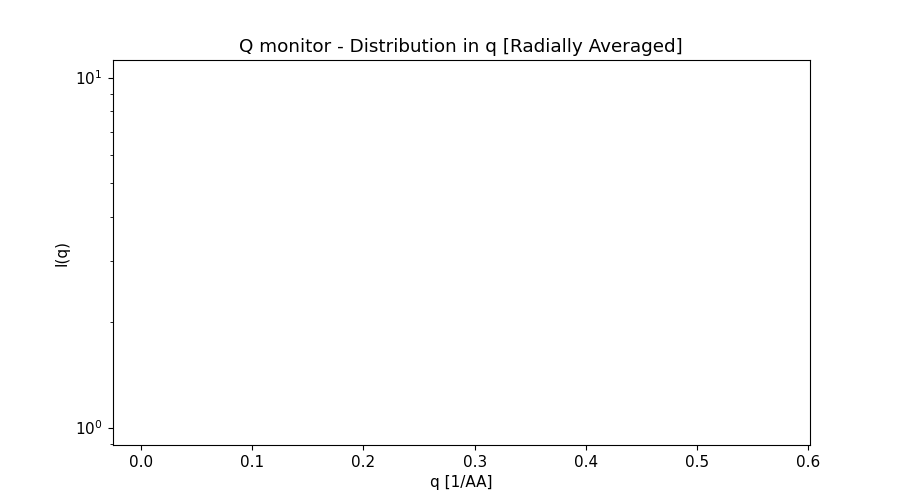 Q monitor - Distribution in q [Radially Averaged]
10¹
I(q)
10⁰
0.0 0.1 0.2 0.3 0.4 0.5 0.6
q [1/AA]